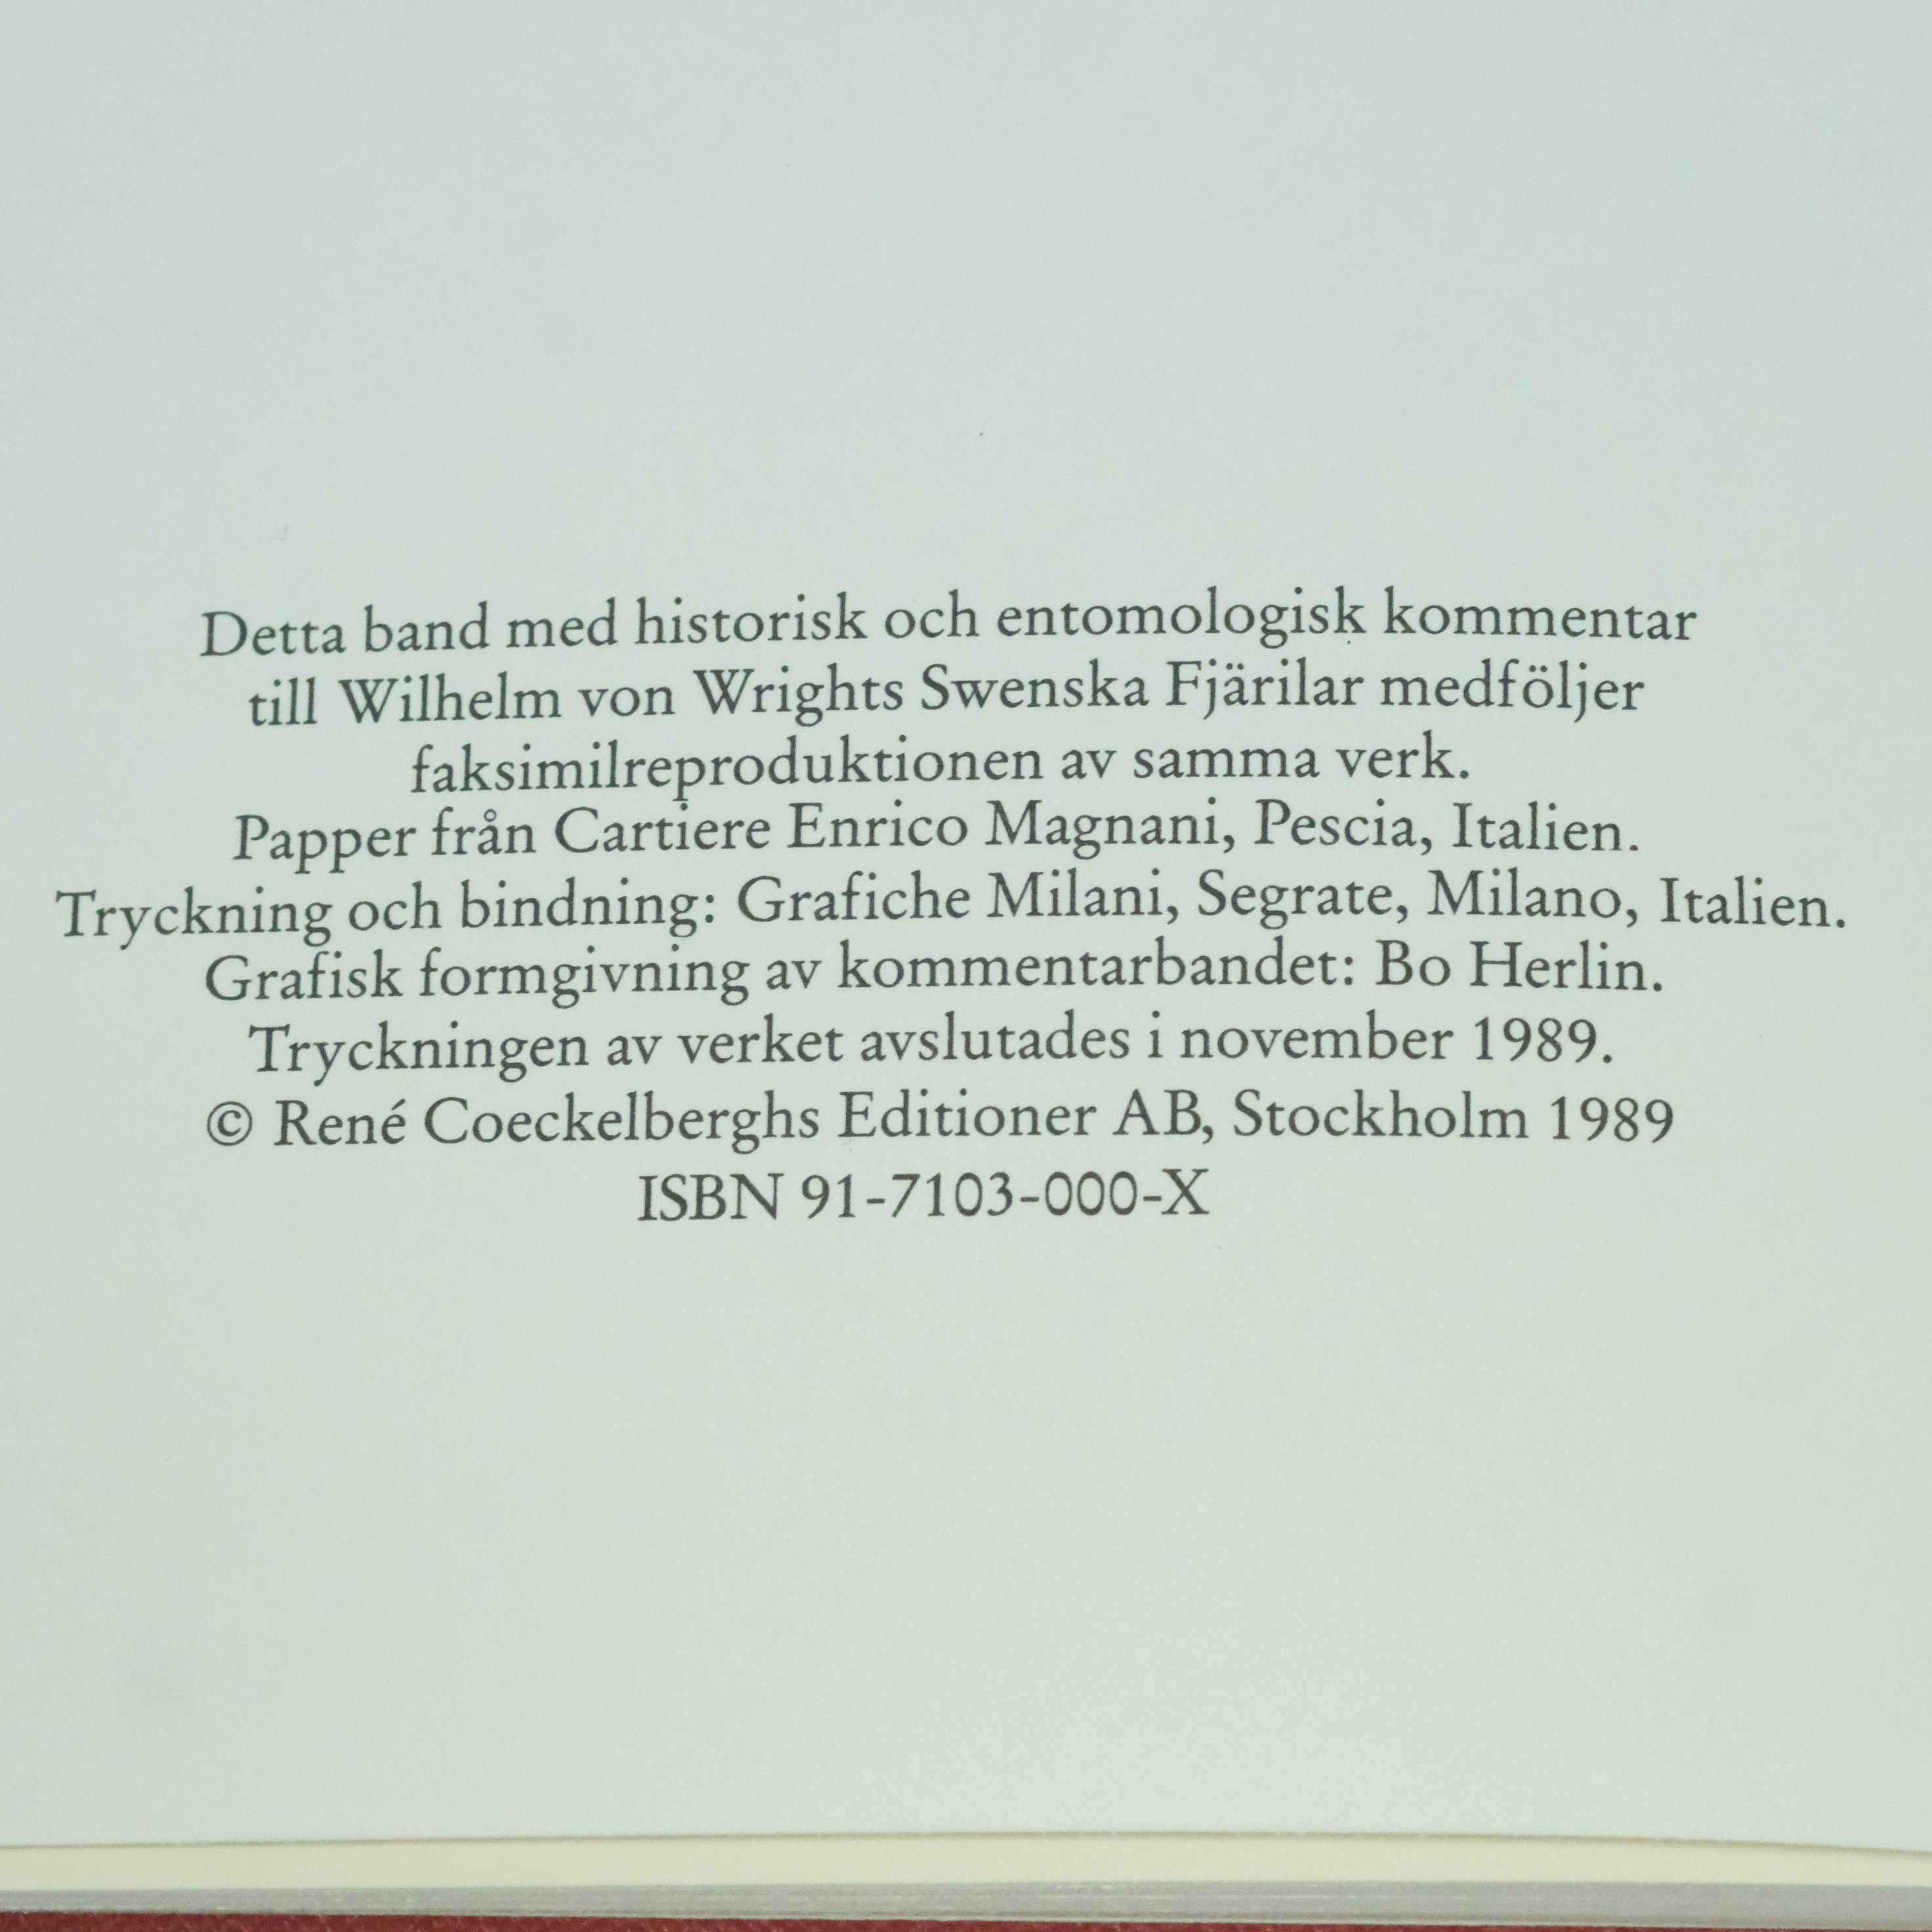 Detta band med historisk och entomologisk kommentar
till Wilhelm von Wrights Swenska Fjärilar medföljer
faksimilreproduktionen av samma verk.
Papper från Cartiere Enrico Magnani, Pescia, Italien.
Tryckning och bindning: Grafiche Milani, Segrate, Milano, Italien.
Grafisk formgivning av kommentarbandet: Bo Herlin.
Tryckningen av verket avslutades i november 1989.
© René Coeckelberghs Editioner AB, Stockholm 1989
ISBN 91-7103-000-X